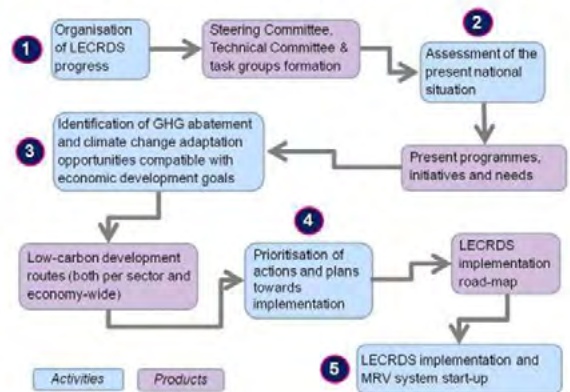 1
Organisation
of LECRDS
progress
Steering Committee,
Technical Committee &
task groups formation
2
Assessment of the
present national
situation
3
Identification of GHG abatement
and climate change adaptation
opportunities compatible with
economic development goals
Present programmes,
initiatives and needs
Low-carbon development
routes (both per sector and
economy-wide)
4
Prioritisation of
actions and plans
towards
implementation
LECRDS
implementation
road-map
5
LECRDS implementation and
MRV system start-up
Activities
Products